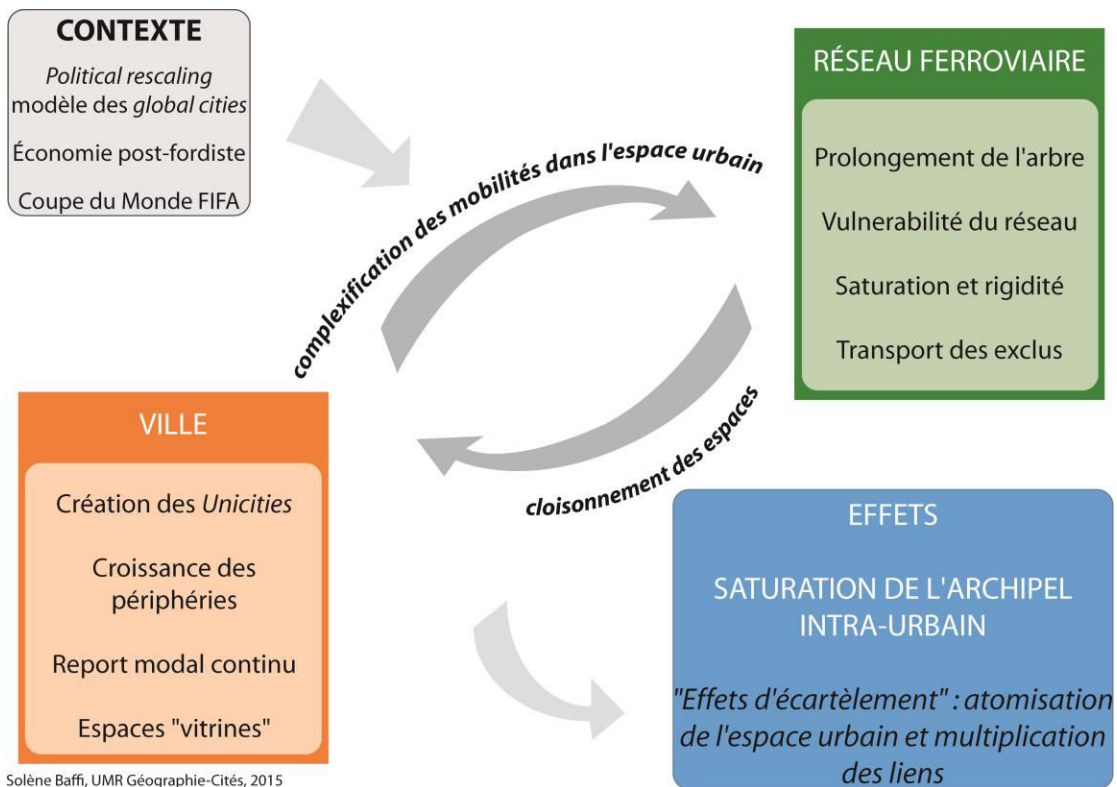 CONTEXTE
Political rescaling
modèle des global cities
Économie post-fordiste
Coupe du Monde FIFA
complexification des mobilités dans l'espace urbain
RÉSEAU FERROVIAIRE
Prolongement de l'arbre
Vulnerabilité du réseau
Saturation et rigidité
Transport des exclus
VILLE
Création des Unicities
Croissance des
périphéries
Report modal continu
Espaces "vitrines"
cloisonnement des espaces
EFFETS
SATURATION DE L'ARCHIPEL
INTRA-URBAIN
"Effets d'écartèlement" : atomisation
de l'espace urbain et multiplication
des liens
Solène Baffi, UMR Géographie-Cités, 2015